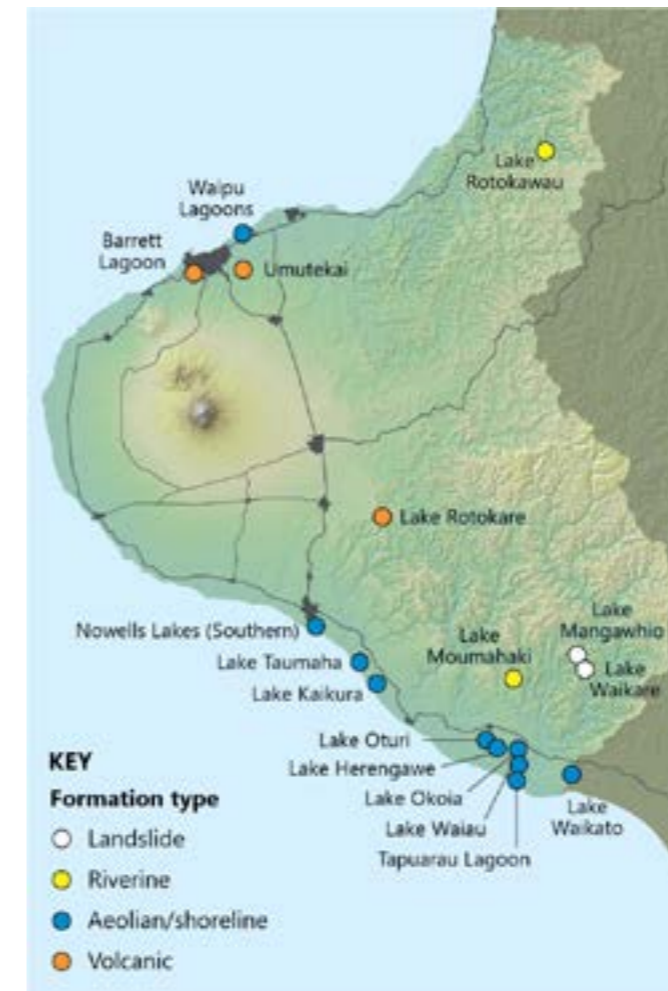 Lake
Rotokawau
Waipu
Lagoons
Barrett
Lagoon
Umutekai
Lake Rotokare
Nowells Lakes (Southern)
Lake Taumaha
Lake Kaikura
Lake
Moumahaki
Lake
Mangawhio
Lake
Waikare
Lake Oturi
Lake Herengawe
Lake Okoia
Lake Waiau
Tapuarau Lagoon
Lake
Waikato
KEY
Formation type
Landslide
Riverine
Aeolian/shoreline
Volcanic